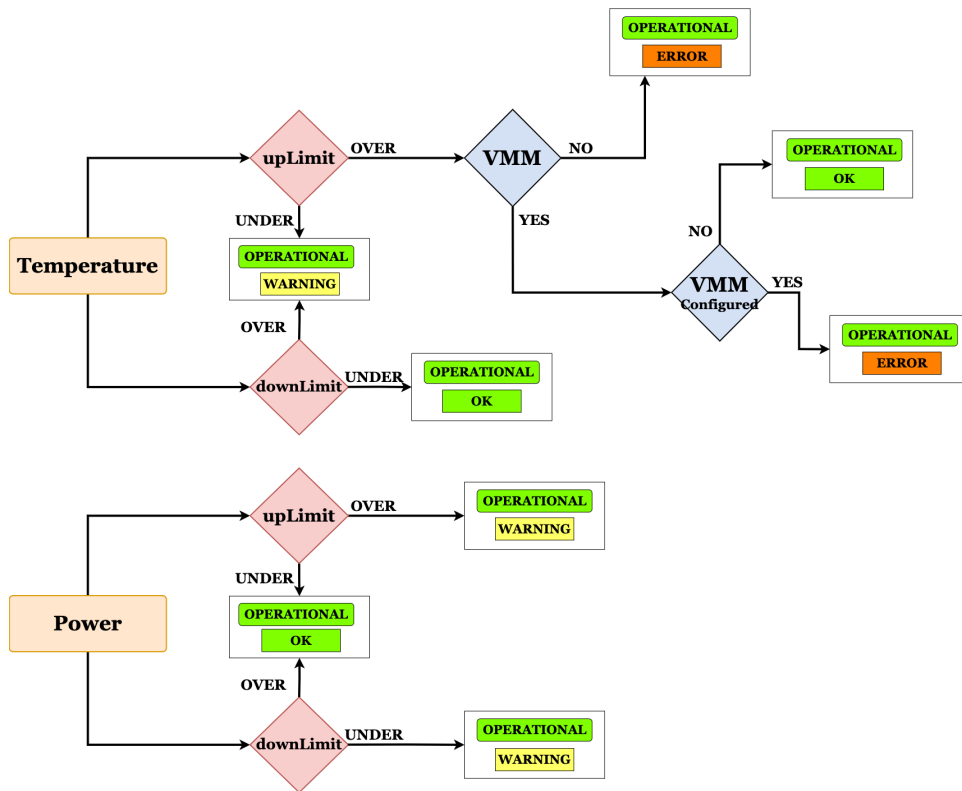 OPERATIONAL
ERROR
upLimit
OVER
VMM
NO
OPERATIONAL
OK
UNDER
YES
NO
Temperature
OPERATIONAL
WARNING
VMM
Configured
YES
OVER
OPERATIONAL
ERROR
downLimit
UNDER
OPERATIONAL
OK
upLimit
OVER
OPERATIONAL
WARNING
UNDER
Power
OPERATIONAL
OK
OVER
downLimit
UNDER
OPERATIONAL
WARNING